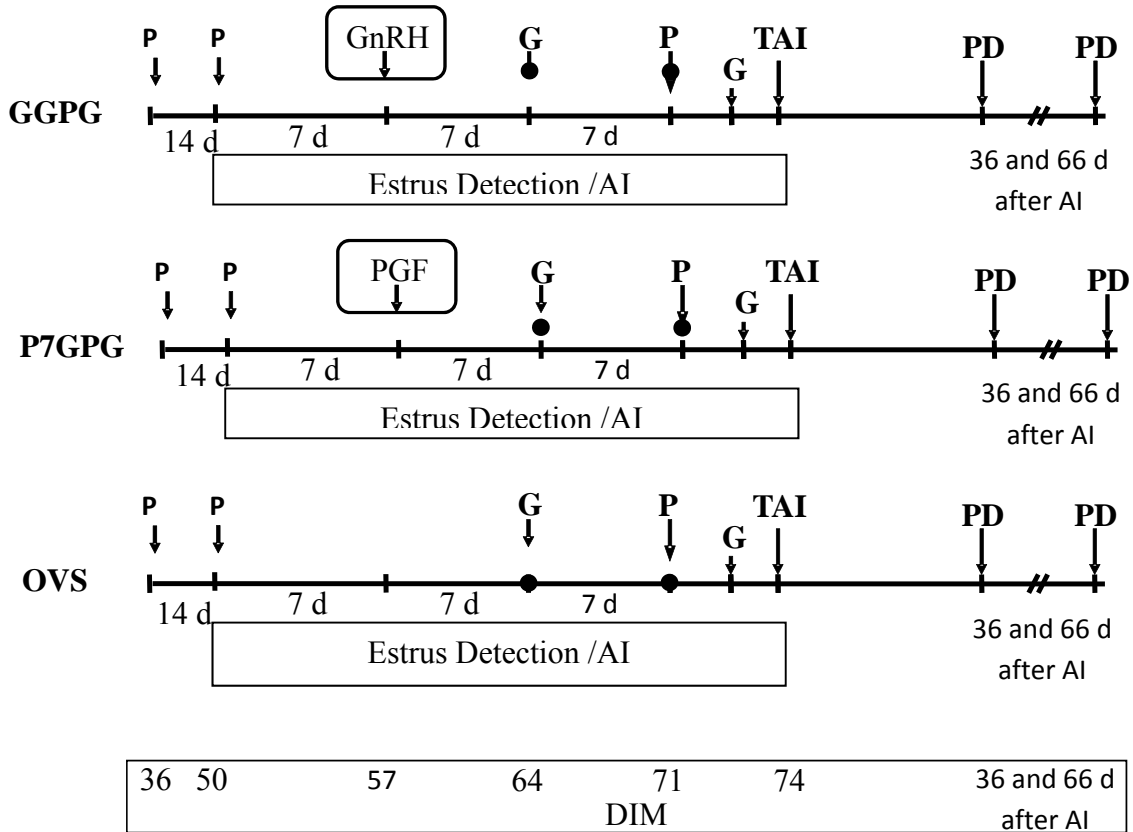 P P GnRH G P G TAI PD PD
GGPG
14 d 7 d 7 d 7 d
Estrus Detection /AI
36 and 66 d
after AI
P P PGF G P G TAI PD PD
P7GPG
14 d 7 d 7 d 7 d
Estrus Detection /AI
36 and 66 d
after AI
P P G P G TAI PD PD
OVS
14 d 7 d 7 d 7 d
Estrus Detection /AI
36 and 66 d
after AI
36 50 57 64 71 74 36 and 66 d
DIM after AI